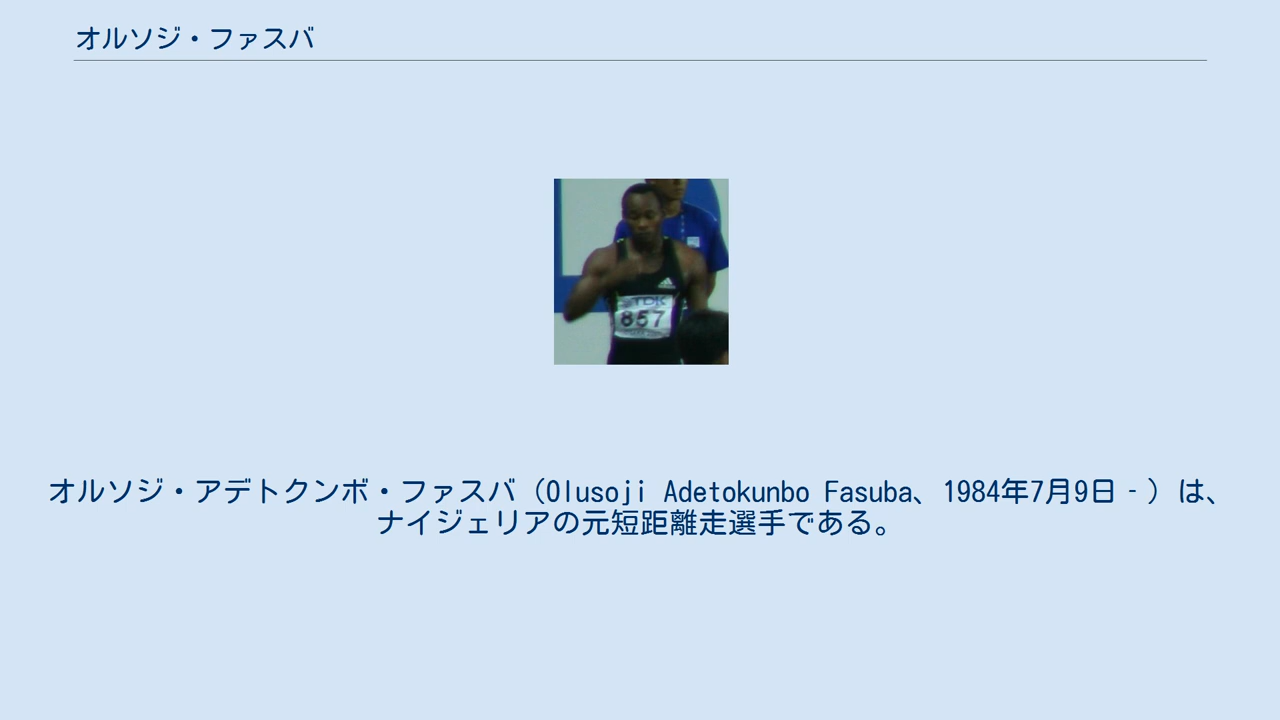 オルソジ・ファスバ
TDK
857
オルソジ・アデトクンボ・ファスバ（Olusoji Adetokunbo Fasuba、1984年7月9日 - ）は、
ナイジェリアの元短距離走選手である。